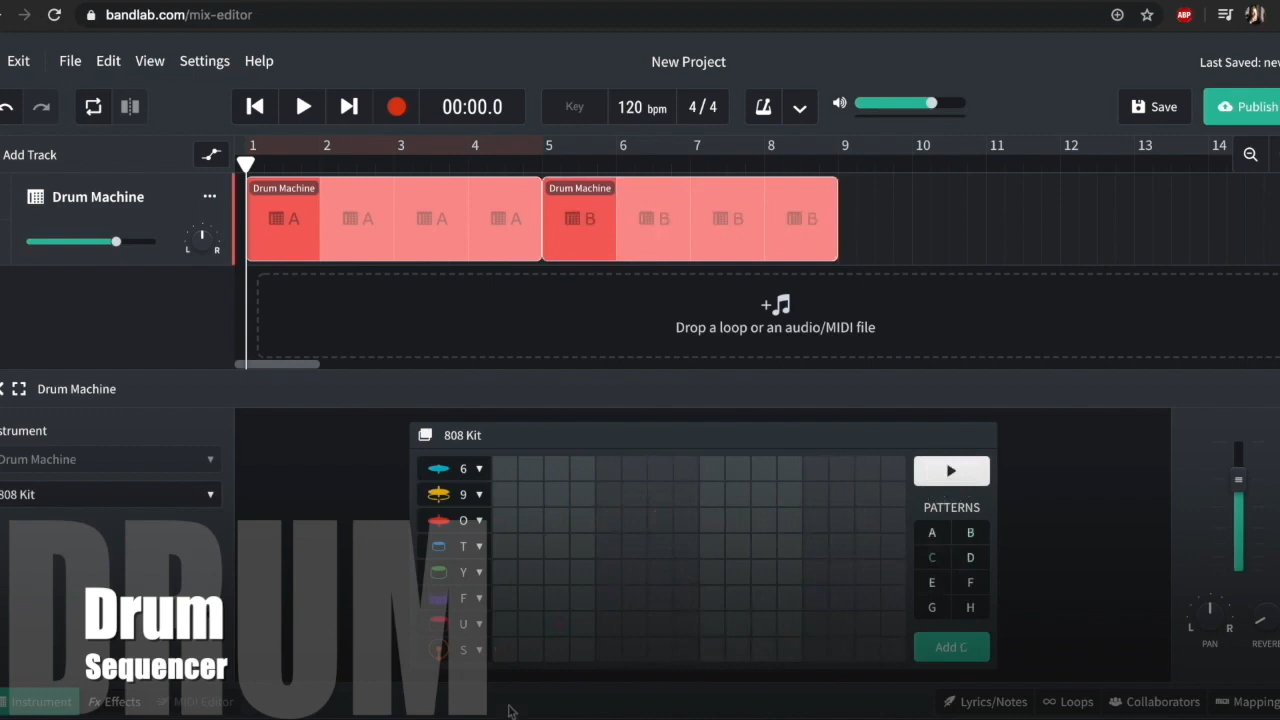 bandlab.com/mix-editor
ABP
Exit File Edit View Settings Help
New Project
Last Saved: new
00:00.0
Key
120 bpm
4 / 4
Save
Publish
Add Track
1 2 3 4 5 6 7 8 9 10 11 12 13 14
Drum Machine
L R
Drum Machine
A A A A
Drum Machine
B B B B
Drop a loop or an audio/MIDI file
Drum Machine
strument
Drum Machine
808 Kit
808 Kit
6
9
O
T
Y
F
U
S
PATTERNS
A B
C D
E F
G H
Add C
L R
PAN
REVERB
DRUM
Drum
Sequencer
Instrument
Fx Effects
MIDI Editor
Lyrics/Notes
Loops
Collaborators
Mapping